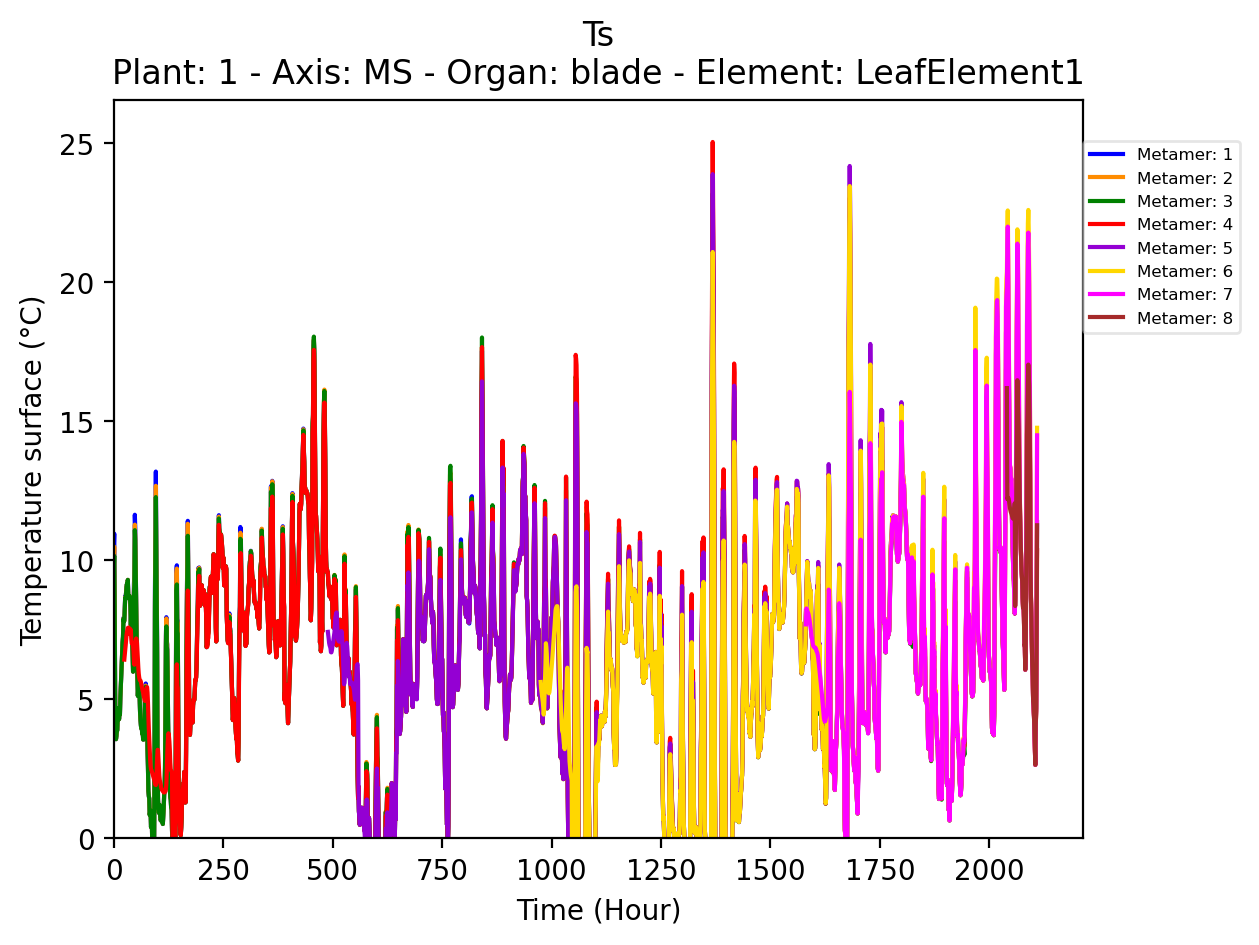 Ts
Plant: 1 - Axis: MS - Organ: blade - Element: LeafElement1
25
20
15
10
5
0
Temperature surface (°C)
0 250 500 750 1000 1250 1500 1750 2000
Time (Hour)
Metamer: 1
Metamer: 2
Metamer: 3
Metamer: 4
Metamer: 5
Metamer: 6
Metamer: 7
Metamer: 8